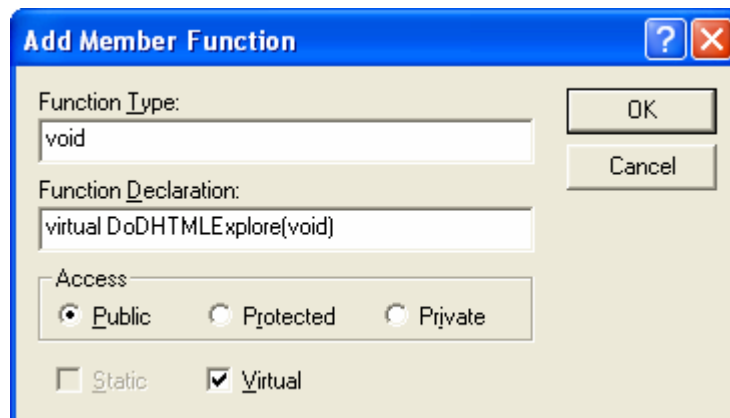 Add Member Function
Function Type:
OK
void
Cancel
Function Declaration:
virtual DoDHTMLExplore(void)
Access
Public Protected Private
Static Virtual